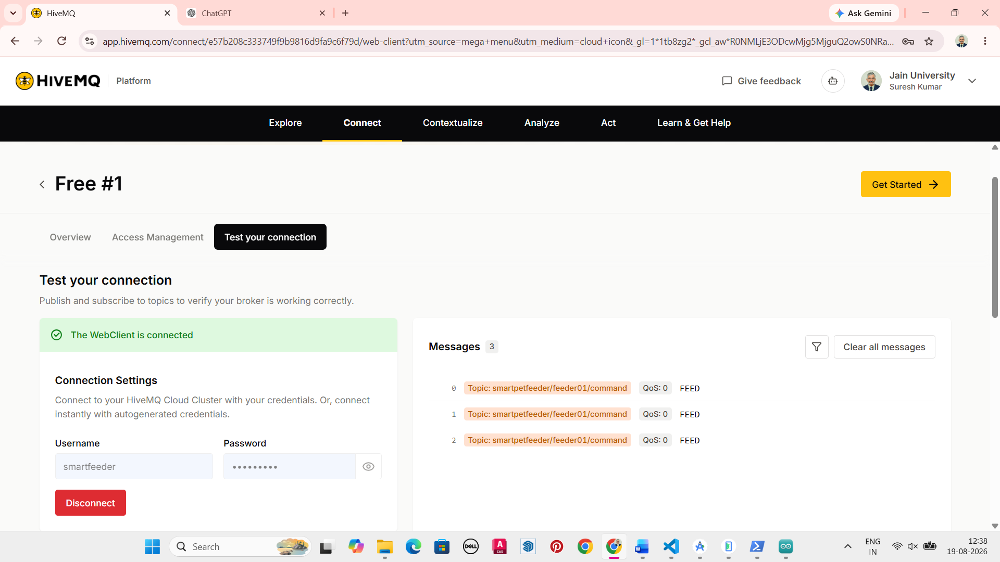 HiveMQ
ChatGPT
Ask Gemini
app.hivemq.com/connect/e57b208c333749f9b9816d9fa9c6f79d/web-client?utm_source=mega+menu&utm_medium=cloud+icon&_gl=1*1tb8zg2*_gcl_aw*R0NMLjE3ODcwMjg5MjguQ2owS0NRa...
HIVEMQ Platform
Give feedback
Jain University
Suresh Kumar
Explore Connect Contextualize Analyze Act Learn & Get Help
Free #1
Get Started
Overview Access Management Test your connection
Test your connection
Publish and subscribe to topics to verify your broker is working correctly.
The WebClient is connected
Connection Settings
Connect to your HiveMQ Cloud Cluster with your credentials. Or, connect
instantly with autogenerated credentials.
Username Password
smartfeeder •••••••••
Disconnect
Messages 3
Clear all messages
0 Topic: smartpetfeeder/feeder01/command QoS: 0 FEED
1 Topic: smartpetfeeder/feeder01/command QoS: 0 FEED
2 Topic: smartpetfeeder/feeder01/command QoS: 0 FEED
Search
DELL
A
CAD
W
ENG
IN
12:38
19-08-2026